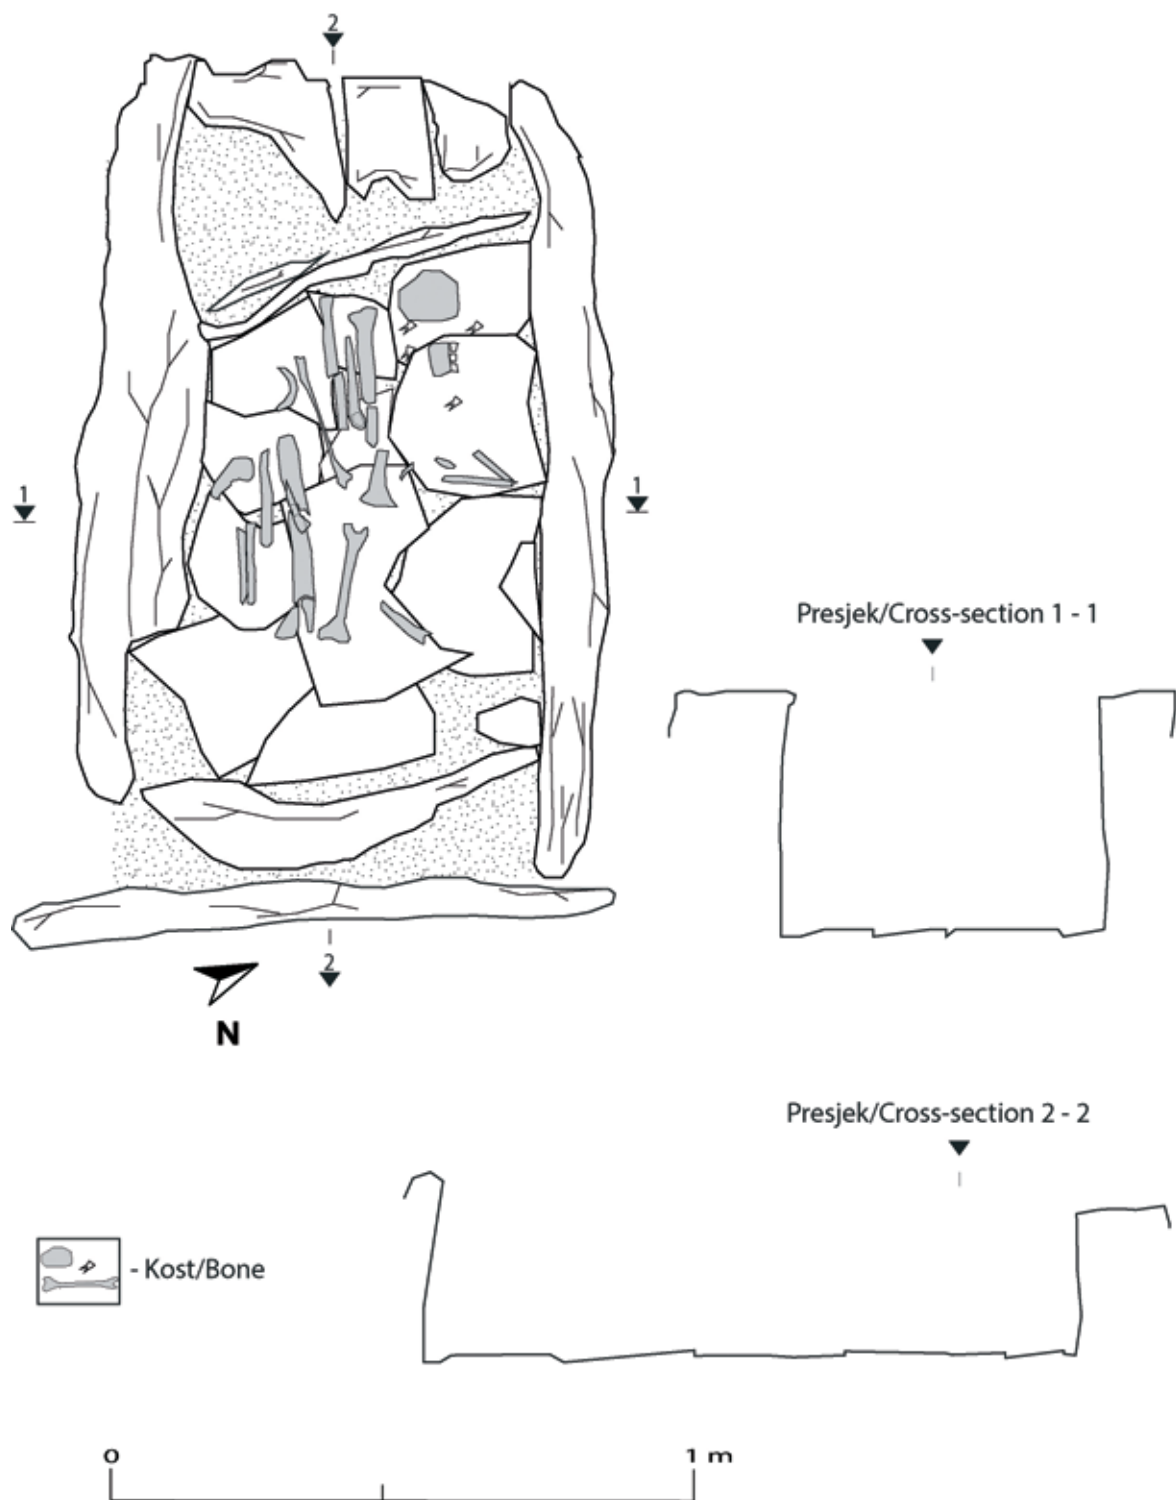 2
1
1
Presjek/Cross-section 1 - 1
2
N
Presjek/Cross-section 2 - 2
- Kost/Bone
0 1 m